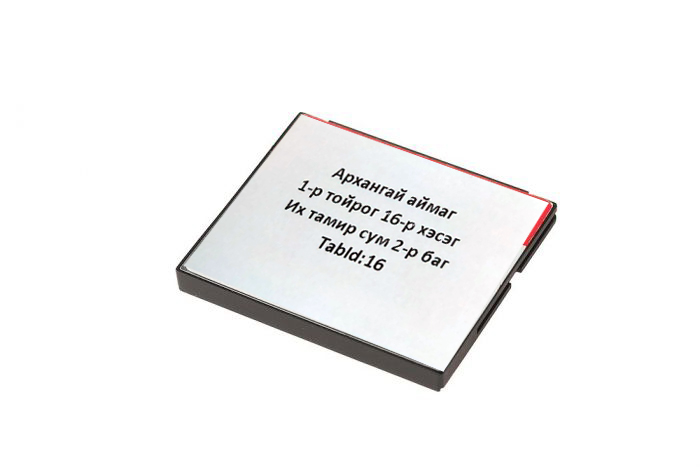 Архангай аймаг
1-р тойрог 16-р хэсэг
Их тамир сум 2-р баг
TabId:16